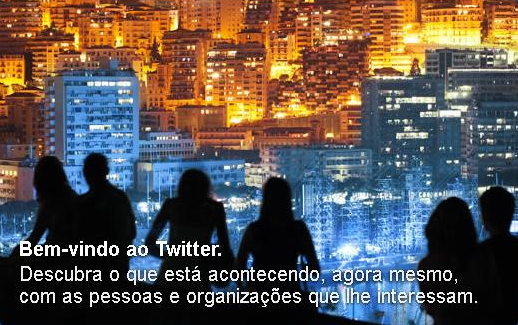 Bem-vindo ao Twitter.
Descubra o que está acontecendo, agora mesmo,
com as pessoas e organizações que lhe interessam.